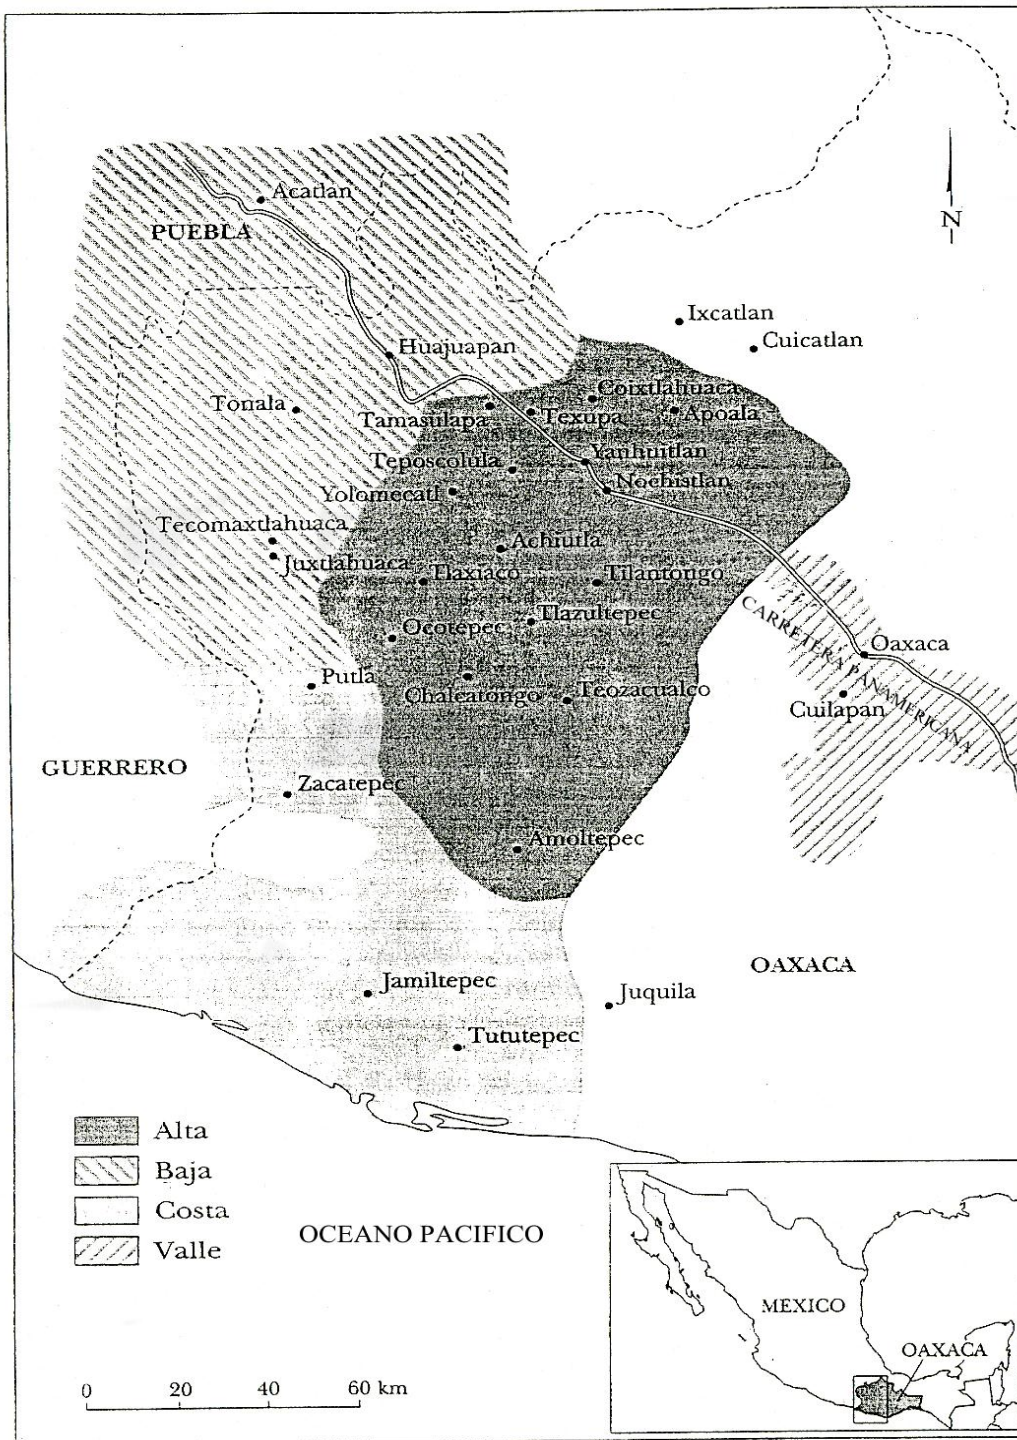 Acatlan
PUEBLA
N
Ixcatlan
Cuicatlan
Huajuapan
Coixtlahuaca
Tonala
Tamasulapa
Texupa
Apoala
Yanhuitlan
Teposcolula
Nochistlan
Yolomecatl
Tecomaxtlahuaca
Achiutla
Juxtlahuaca
Tlaxiaco
Tilantongo
Tlazultepec
CARRETERA PANAMERICANA
Ocotepec
Oaxaca
Putla
Chalcatongo
Teozacualco
Cuilapan
GUERRERO
Zacatepec
Amoltepec
OAXACA
Jamiltepec
Juquila
Tututepec
Alta
Baja
Costa
Valle
OCEANO PACIFICO
MEXICO
OAXACA
0 20 40 60 km